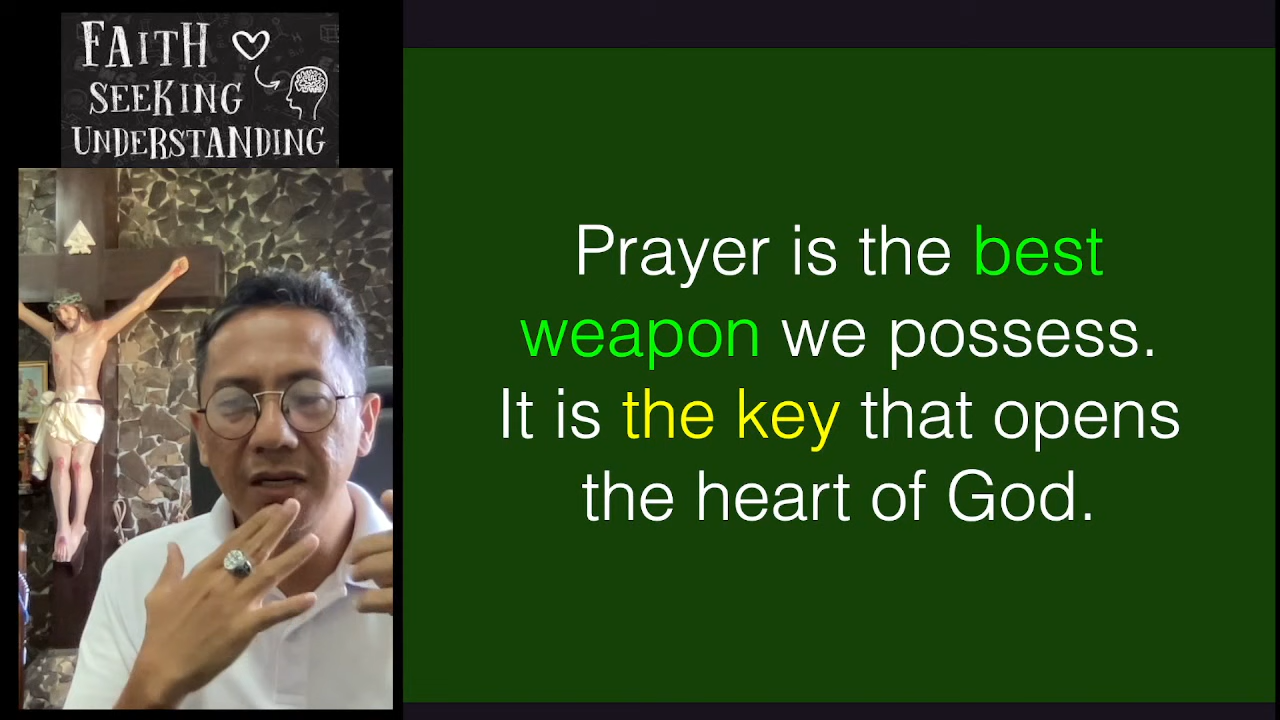 FAITH
SEEKING
UNDERSTANDING
Prayer is the best
weapon we possess.
It is the key that opens
the heart of God.